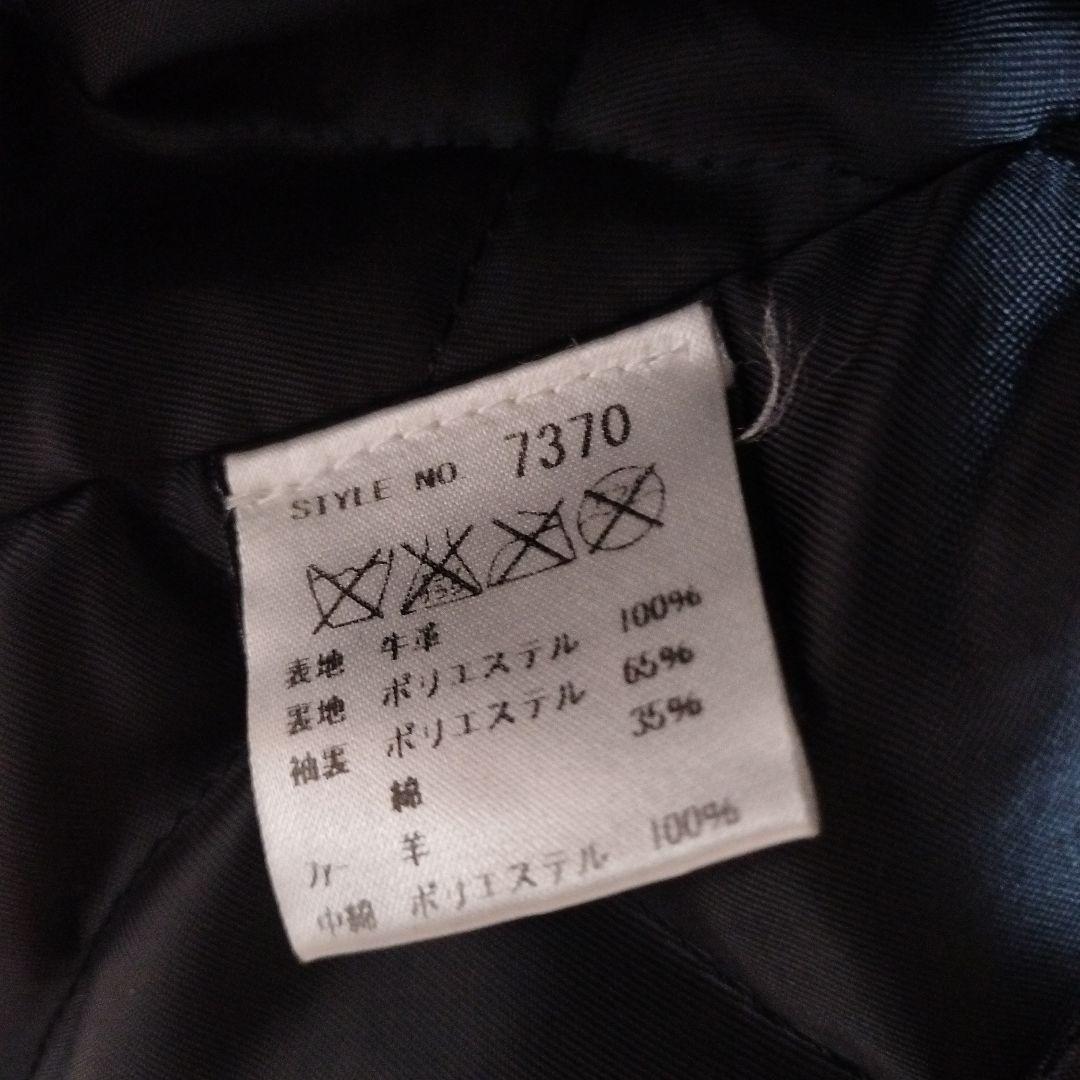 STYLE NO. 7370
表地 牛革
裏地 ポリエステル 100%
袖裏 ポリエステル 65%
綿 35%
ファー 羊
中綿 ポリエステル 100%